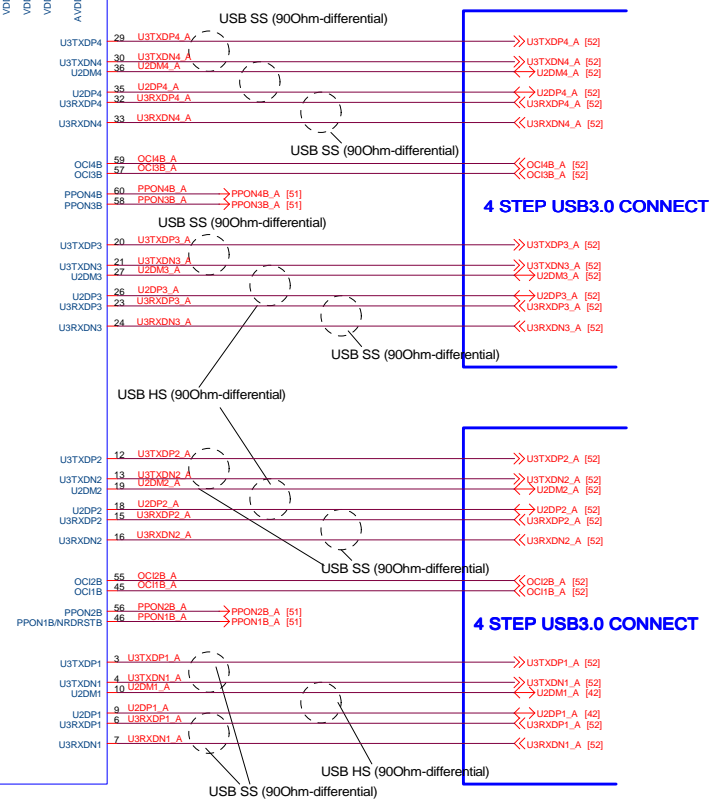 VDD
VDD
VDD
AVD
USB SS (90Ohm-differential)
U3TXDP4 29 U3TXDP4_A U3TXDP4_A [52]
U3TXDN4 30 U3TXDN4_A U3TXDN4_A [52]
U2DM4 36 U2DM4_A U2DM4_A [52]
U2DP4 35 U2DP4_A U2DP4_A [52]
U3RXDP4 32 U3RXDP4_A U3RXDP4_A [52]
U3RXDN4 33 U3RXDN4_A U3RXDN4_A [52]
USB SS (90Ohm-differential)
OCI4B 59 OCI4B_A OCI4B_A [52]
OCI3B 57 OCI3B_A OCI3B_A [52]
PPON4B 60 PPON4B_A PPON4B_A [51]
PPON3B 58 PPON3B_A PPON3B_A [51]
4 STEP USB3.0 CONNECT
USB SS (90Ohm-differential)
U3TXDP3 20 U3TXDP3_A U3TXDP3_A [52]
U3TXDN3 21 U3TXDN3_A U3TXDN3_A [52]
U2DM3 27 U2DM3_A U2DM3_A [52]
U2DP3 26 U2DP3_A U2DP3_A [52]
U3RXDP3 23 U3RXDP3_A U3RXDP3_A [52]
U3RXDN3 24 U3RXDN3_A U3RXDN3_A [52]
USB SS (90Ohm-differential)
USB HS (90Ohm-differential)
U3TXDP2 12 U3TXDP2_A U3TXDP2_A [52]
U3TXDN2 13 U3TXDN2_A U3TXDN2_A [52]
U2DM2 19 U2DM2_A U2DM2_A [52]
U2DP2 18 U2DP2_A U2DP2_A [52]
U3RXDP2 15 U3RXDP2_A U3RXDP2_A [52]
U3RXDN2 16 U3RXDN2_A U3RXDN2_A [52]
USB SS (90Ohm-differential)
OCI2B 55 OCI2B_A OCI2B_A [52]
OCI1B 45 OCI1B_A OCI1B_A [52]
PPON2B 56 PPON2B_A PPON2B_A [51]
PPON1B/NRDRSTB 46 PPON1B_A PPON1B_A [51]
4 STEP USB3.0 CONNECT
U3TXDP1 3 U3TXDP1_A U3TXDP1_A [52]
U3TXDN1 4 U3TXDN1_A U3TXDN1_A [52]
U2DM1 10 U2DM1_A U2DM1_A [42]
U2DP1 9 U2DP1_A U2DP1_A [42]
U3RXDP1 6 U3RXDP1_A U3RXDP1_A [52]
U3RXDN1 7 U3RXDN1_A U3RXDN1_A [52]
USB HS (90Ohm-differential)
USB SS (90Ohm-differential)